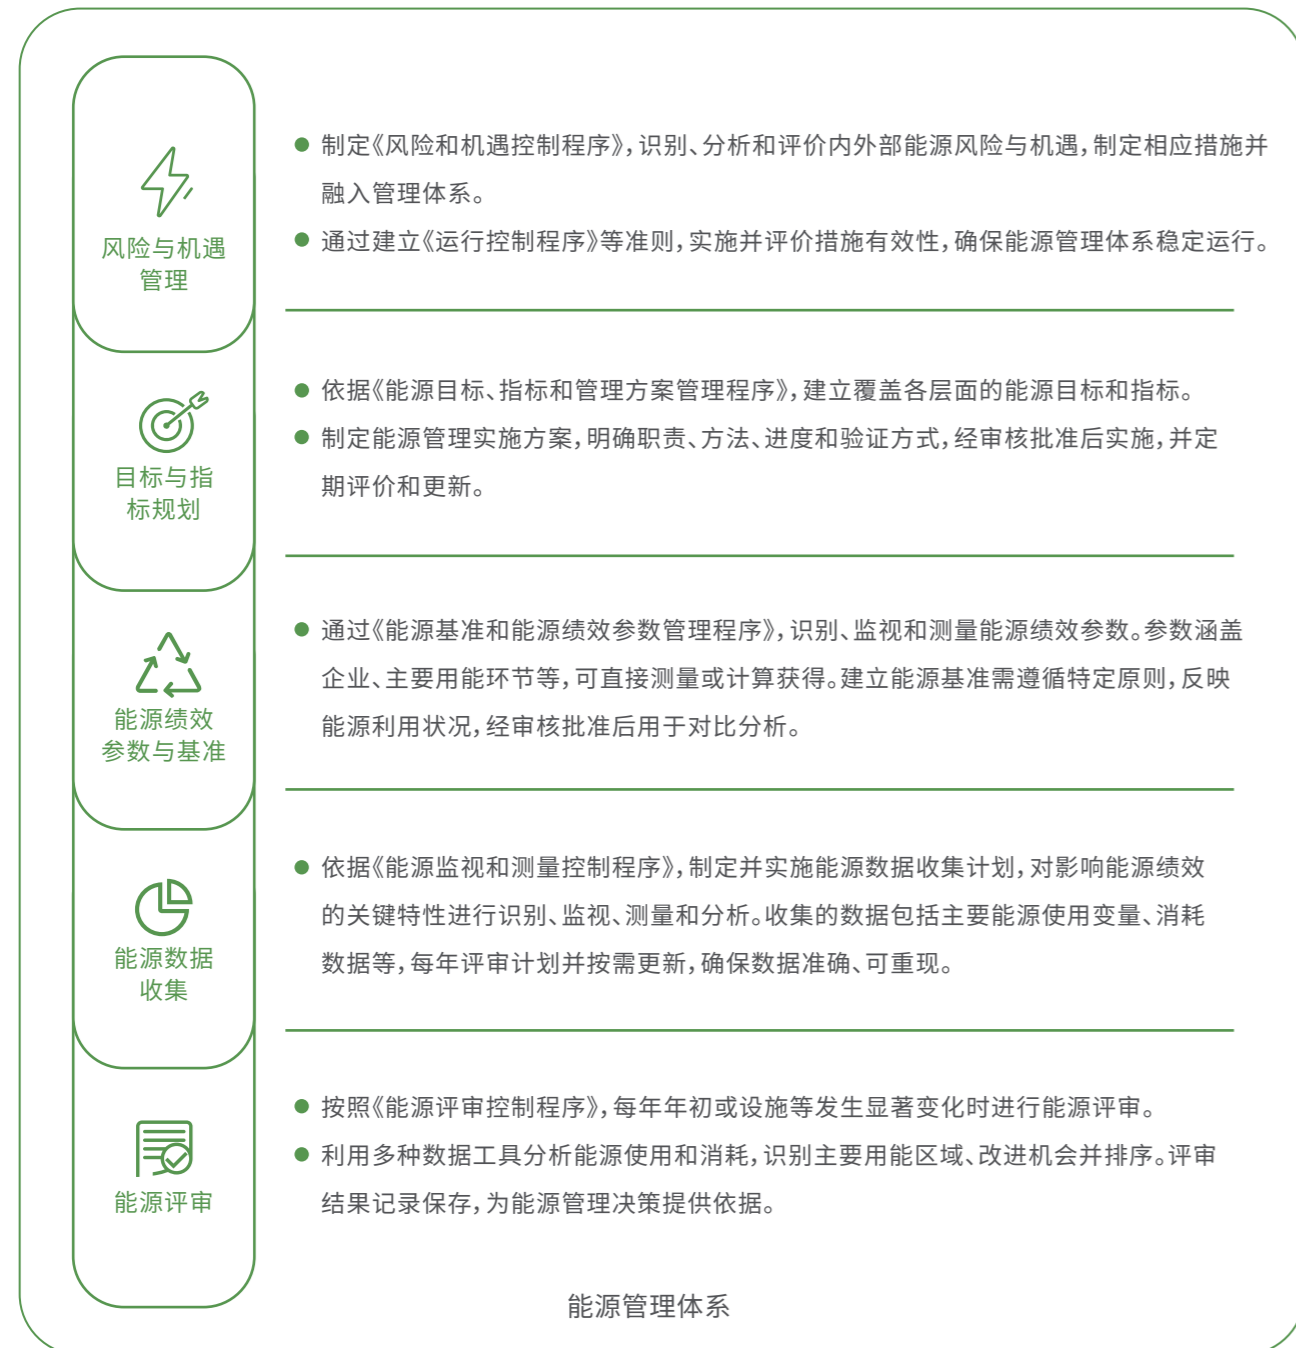 风险与机遇
管理
制定《风险和机遇控制程序》，识别、分析和评价内外部能源风险与机遇，制定相应措施并
融入管理体系。
通过建立《运行控制程序》等准则，实施并评价措施有效性，确保能源管理体系稳定运行。
目标与指
标规划
依据《能源目标、指标和管理方案管理程序》，建立覆盖各层面的能源目标和指标。
制定能源管理实施方案，明确职责、方法、进度和验证方式，经审核批准后实施，并定
期评价和更新。
能源绩效
参数与基准
通过《能源基准和能源绩效参数管理程序》，识别、监视和测量能源绩效参数。参数涵盖
企业、主要用能环节等，可直接测量或计算获得。建立能源基准需遵循特定原则，反映
能源利用状况，经审核批准后用于对比分析。
能源数据
收集
依据《能源监视和测量控制程序》，制定并实施能源数据收集计划，对影响能源绩效
的关键特性进行识别、监视、测量和分析。收集的数据包括主要能源使用变量、消耗
数据等，每年评审计划并按需更新，确保数据准确、可重现。
能源评审
按照《能源评审控制程序》，每年年初或设施等发生显著变化时进行能源评审。
利用多种数据工具分析能源使用和消耗，识别主要用能区域、改进机会并排序。评审
结果记录保存，为能源管理决策提供依据。
能源管理体系